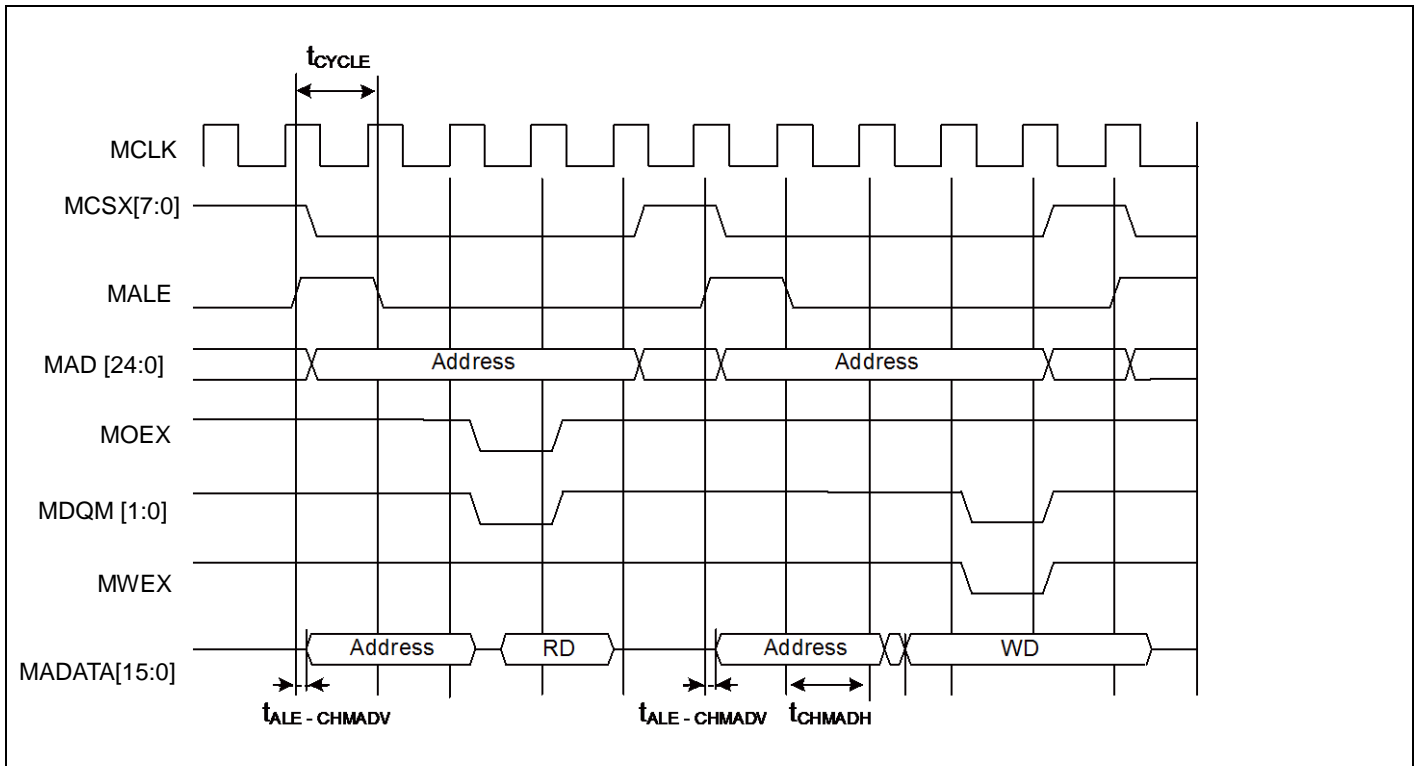 tCYCLE
MCLK
MCSX[7:0]
MALE
MAD [24:0]
Address
Address
MOEX
MDQM [1:0]
MWEX
MADATA[15:0]
Address
RD
Address
WD
tALE - CHMADV
tALE - CHMADV
tCHMADH